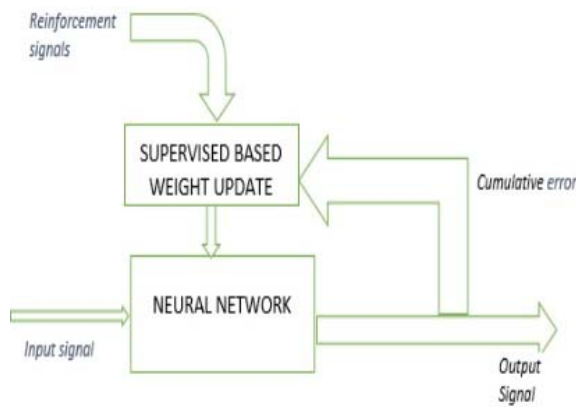 Reinforcement
signals
SUPERVISED BASED
WEIGHT UPDATE
Cumulative error
NEURAL NETWORK
Input signal
Output
Signal